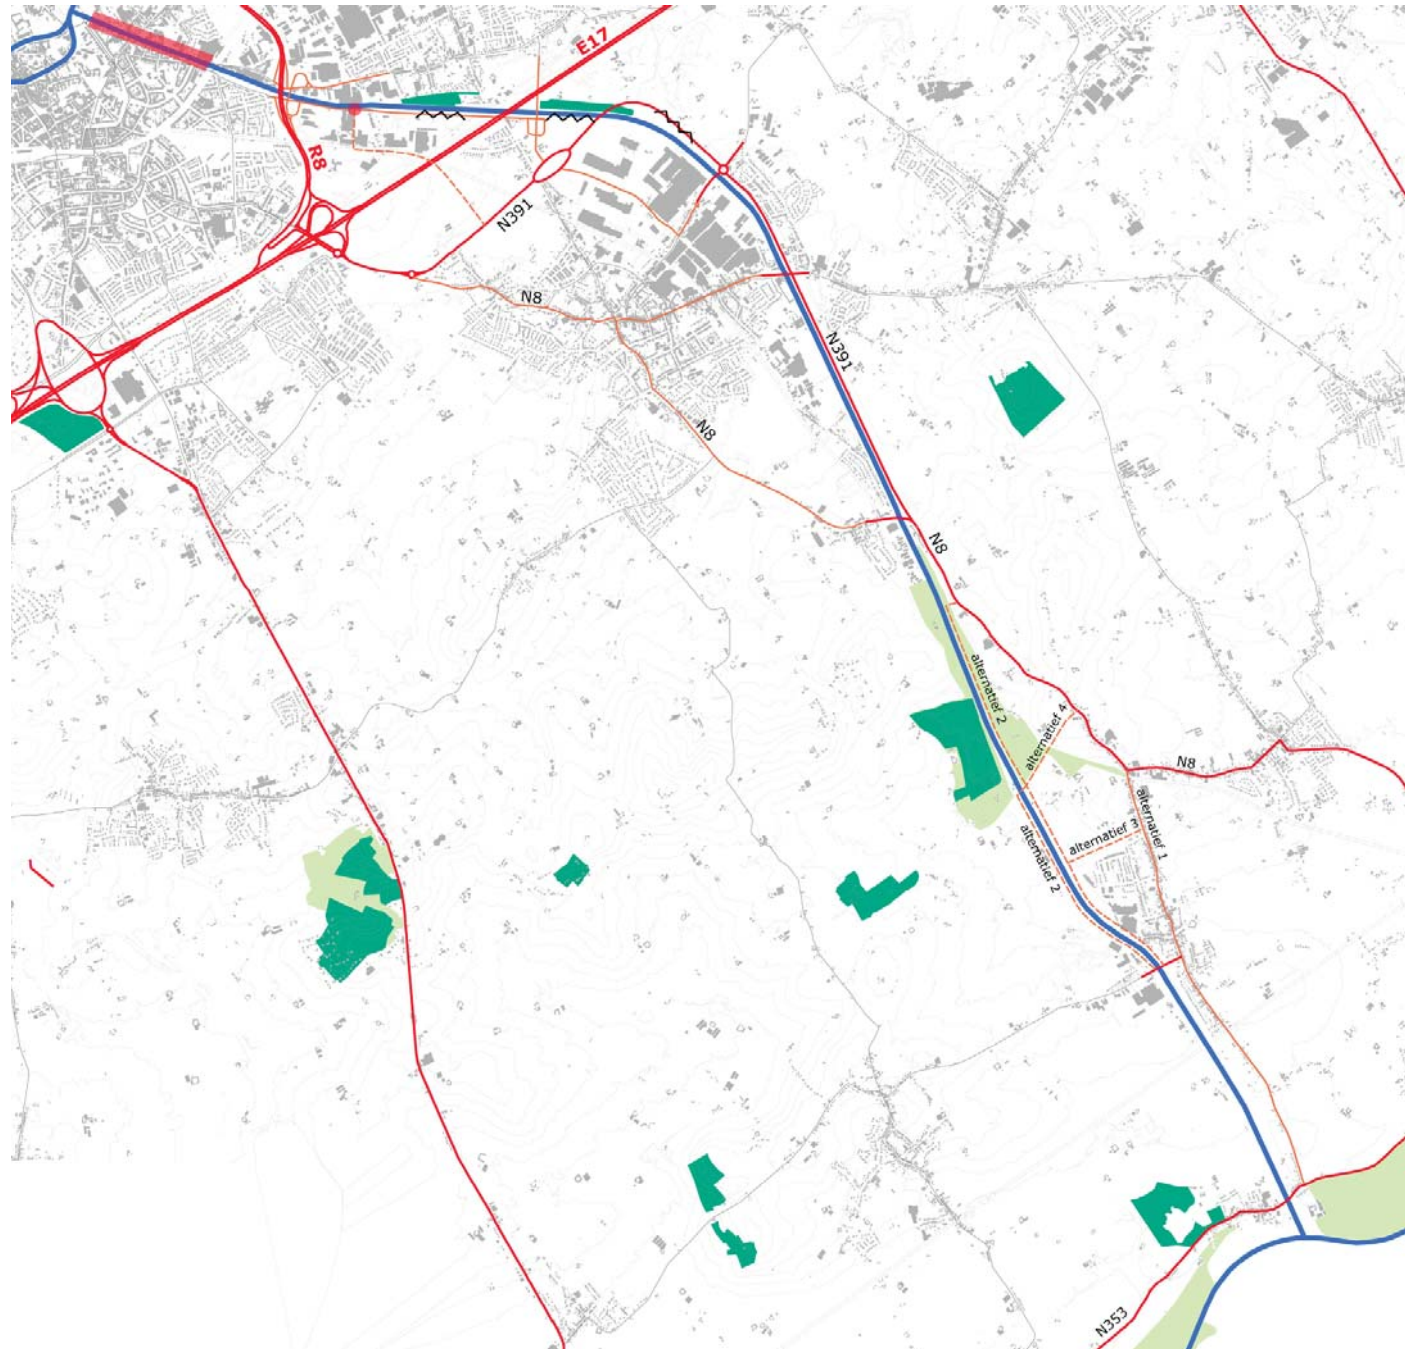 E17
R8
N391
N8
N391
N8
N8
alternatief 2
alternatief 4
N8
alternatief 1
alternatief 3
alternatief 2
N353